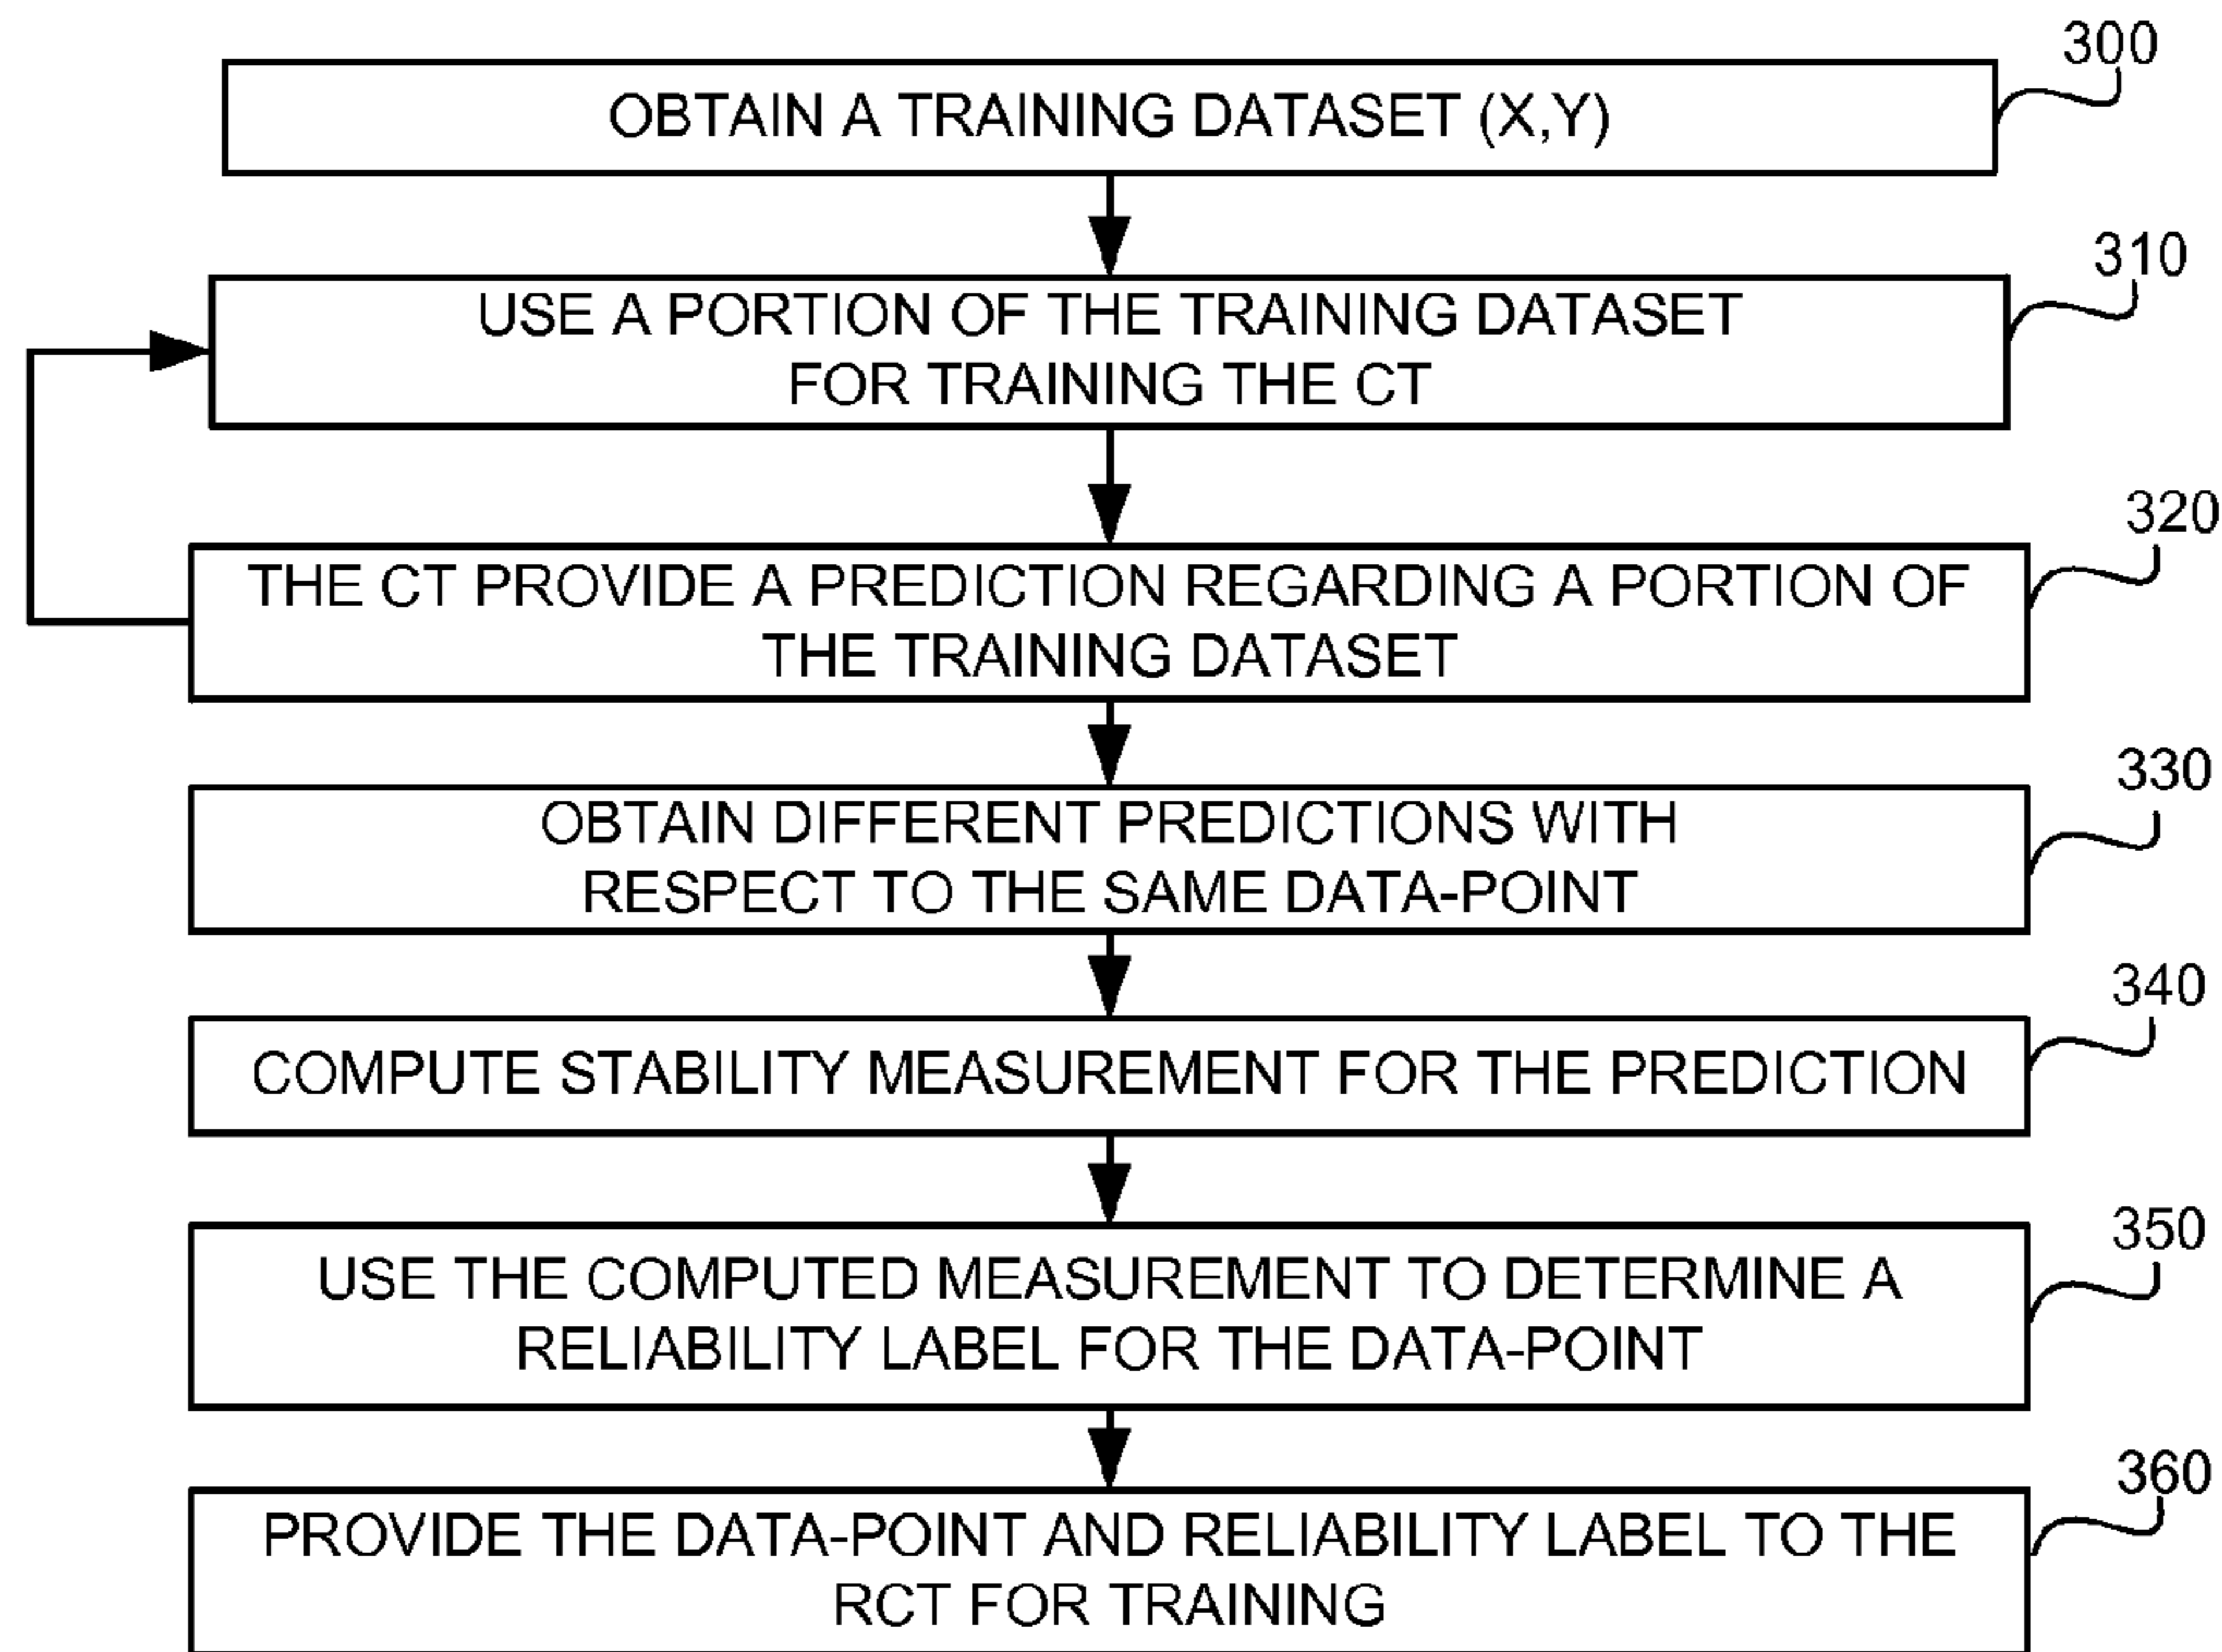 300
OBTAIN A TRAINING DATASET (X,Y)
310
USE A PORTION OF THE TRAINING DATASET
FOR TRAINING THE CT
320
THE CT PROVIDE A PREDICTION REGARDING A PORTION OF
THE TRAINING DATASET
330
OBTAIN DIFFERENT PREDICTIONS WITH
RESPECT TO THE SAME DATA-POINT
340
COMPUTE STABILITY MEASUREMENT FOR THE PREDICTION
350
USE THE COMPUTED MEASUREMENT TO DETERMINE A
RELIABILITY LABEL FOR THE DATA-POINT
360
PROVIDE THE DATA-POINT AND RELIABILITY LABEL TO THE
RCT FOR TRAINING